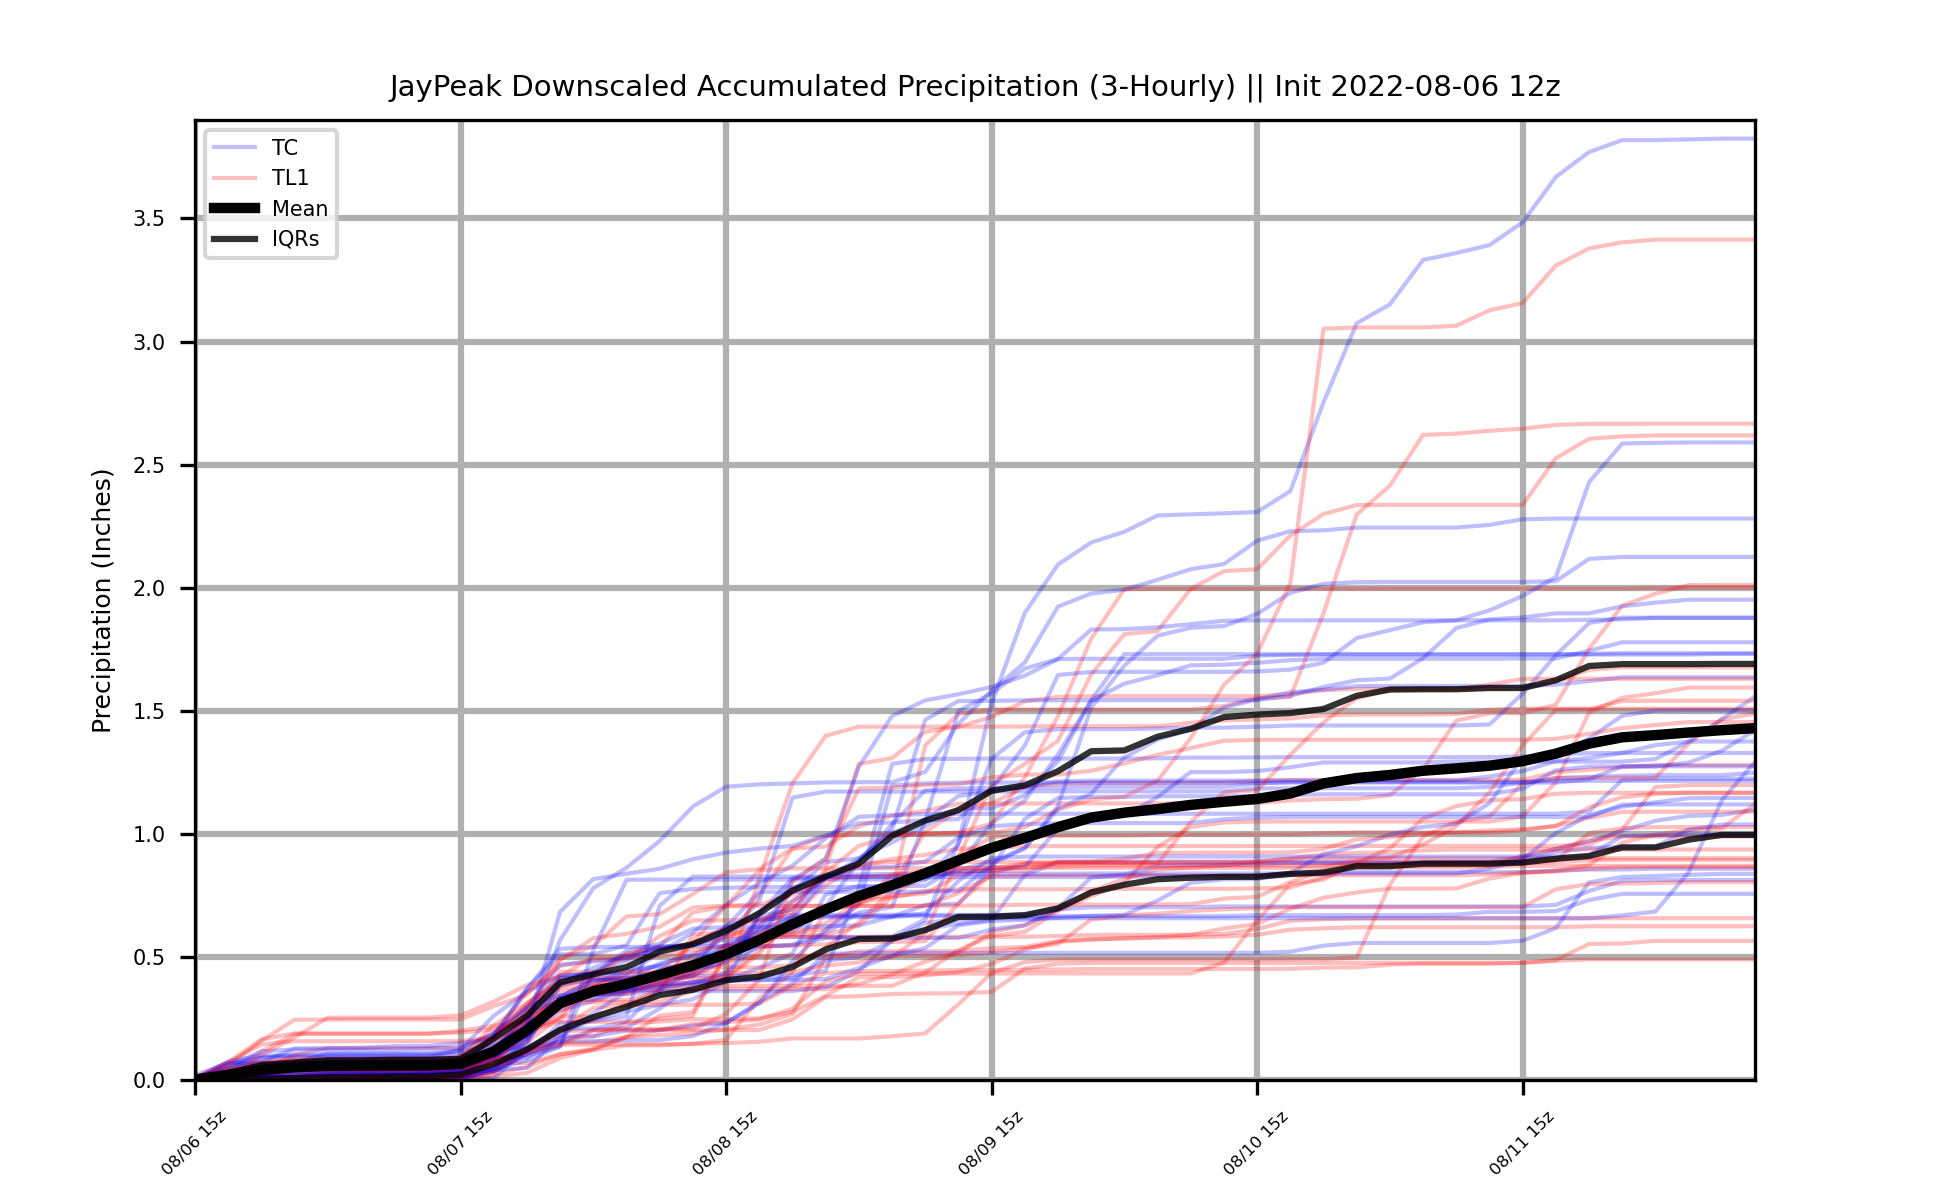 JayPeak Downscaled Accumulated Precipitation (3-Hourly) || Init 2022-08-06 12z
TC
TL1
Mean
IQRs
Precipitation (Inches)
3.5
3.0
2.5
2.0
1.5
1.0
0.5
0.0
08/06 15z
08/07 15z
08/08 15z
08/09 15z
08/10 15z
08/11 15z